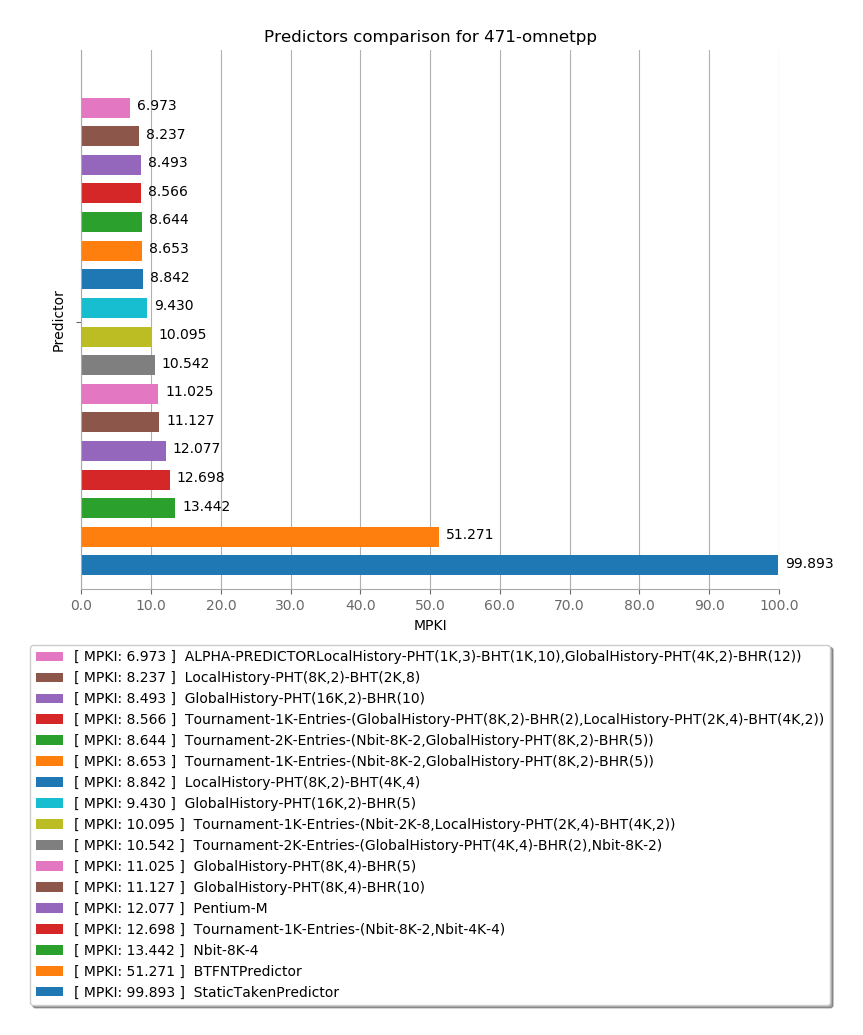 Predictors comparison for 471-omnetpp
6.973
8.237
8.493
8.566
8.644
8.653
8.842
9.430
10.095
10.542
11.025
11.127
12.077
12.698
13.442
51.271
99.893
Predictor
0.0 10.0 20.0 30.0 40.0 50.0 60.0 70.0 80.0 90.0 100.0
MPKI
[ MPKI: 6.973 ] ALPHA-PREDICTORLocalHistory-PHT(1K,3)-BHT(1K,10),GlobalHistory-PHT(4K,2)-BHR(12))
[ MPKI: 8.237 ] LocalHistory-PHT(8K,2)-BHT(2K,8)
[ MPKI: 8.493 ] GlobalHistory-PHT(16K,2)-BHR(10)
[ MPKI: 8.566 ] Tournament-1K-Entries-(GlobalHistory-PHT(8K,2)-BHR(2),LocalHistory-PHT(2K,4)-BHT(4K,2))
[ MPKI: 8.644 ] Tournament-2K-Entries-(Nbit-8K-2,GlobalHistory-PHT(8K,2)-BHR(5))
[ MPKI: 8.653 ] Tournament-1K-Entries-(Nbit-8K-2,GlobalHistory-PHT(8K,2)-BHR(5))
[ MPKI: 8.842 ] LocalHistory-PHT(8K,2)-BHT(4K,4)
[ MPKI: 9.430 ] GlobalHistory-PHT(16K,2)-BHR(5)
[ MPKI: 10.095 ] Tournament-1K-Entries-(Nbit-2K-8,LocalHistory-PHT(2K,4)-BHT(4K,2))
[ MPKI: 10.542 ] Tournament-2K-Entries-(GlobalHistory-PHT(4K,4)-BHR(2),Nbit-8K-2)
[ MPKI: 11.025 ] GlobalHistory-PHT(8K,4)-BHR(5)
[ MPKI: 11.127 ] GlobalHistory-PHT(8K,4)-BHR(10)
[ MPKI: 12.077 ] Pentium-M
[ MPKI: 12.698 ] Tournament-1K-Entries-(Nbit-8K-2,Nbit-4K-4)
[ MPKI: 13.442 ] Nbit-8K-4
[ MPKI: 51.271 ] BTFNTPredictor
[ MPKI: 99.893 ] StaticTakenPredictor